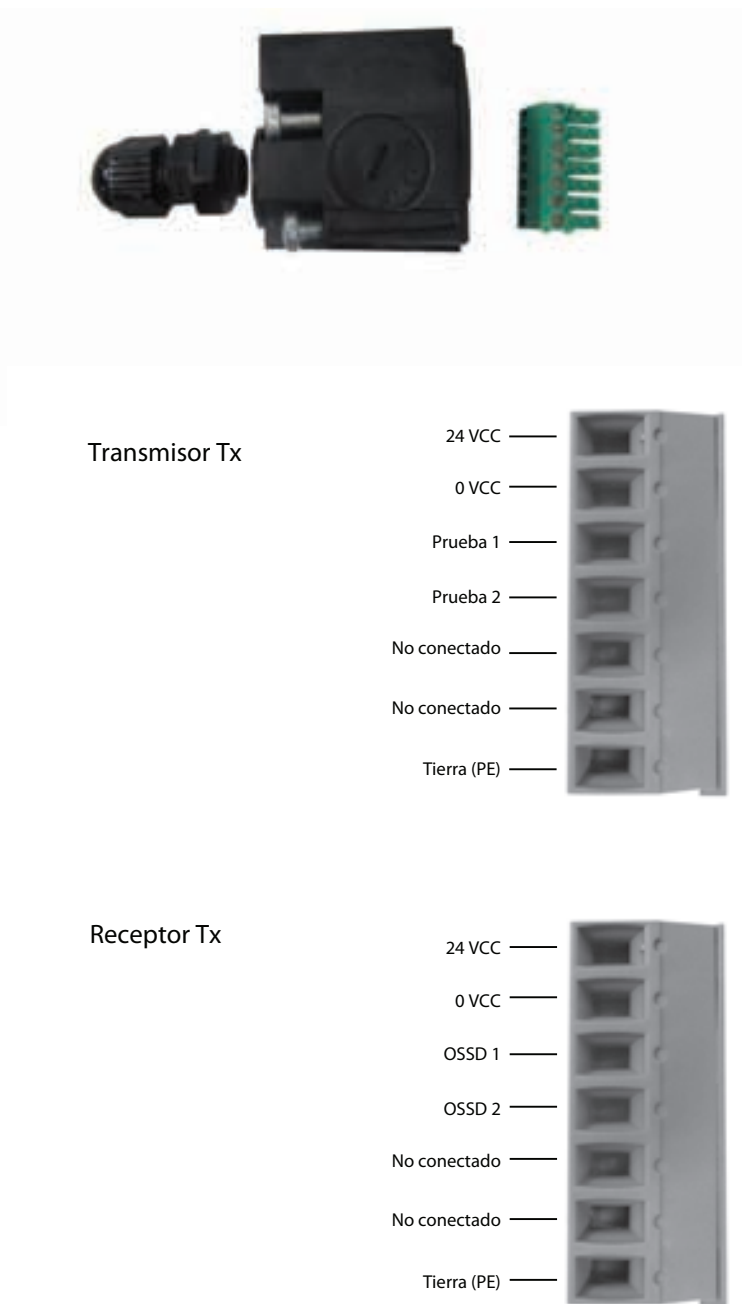 Transmisor Tx
24 VCC
0 VCC
Prueba 1
Prueba 2
No conectado
No conectado
Tierra (PE)
Receptor Tx
24 VCC
0 VCC
OSSD 1
OSSD 2
No conectado
No conectado
Tierra (PE)